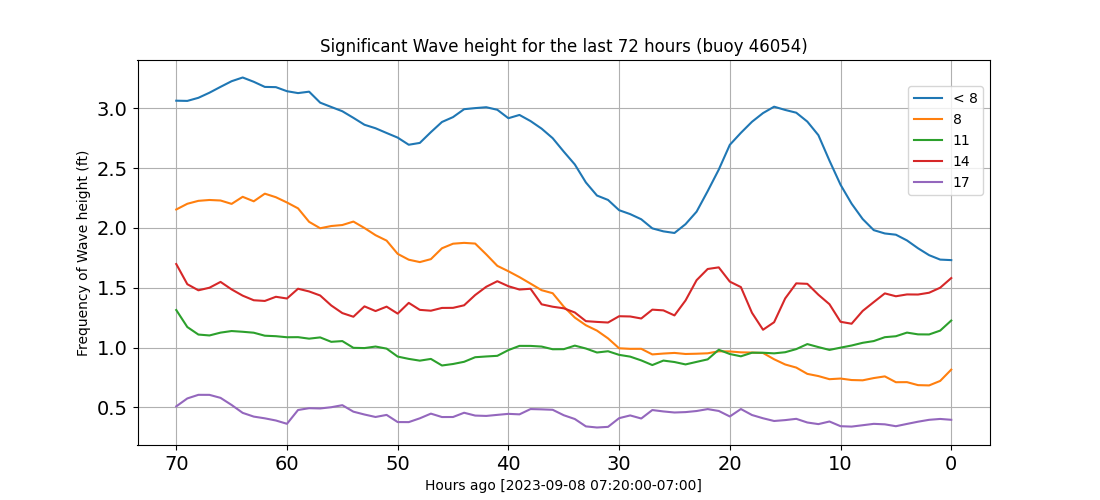 Significant Wave height for the last 72 hours (buoy 46054)
Frequency of Wave height (ft)
3.0
2.5
2.0
1.5
1.0
0.5
< 8
8
11
14
17
70 60 50 40 30 20 10 0
Hours ago [2023-09-08 07:20:00-07:00]